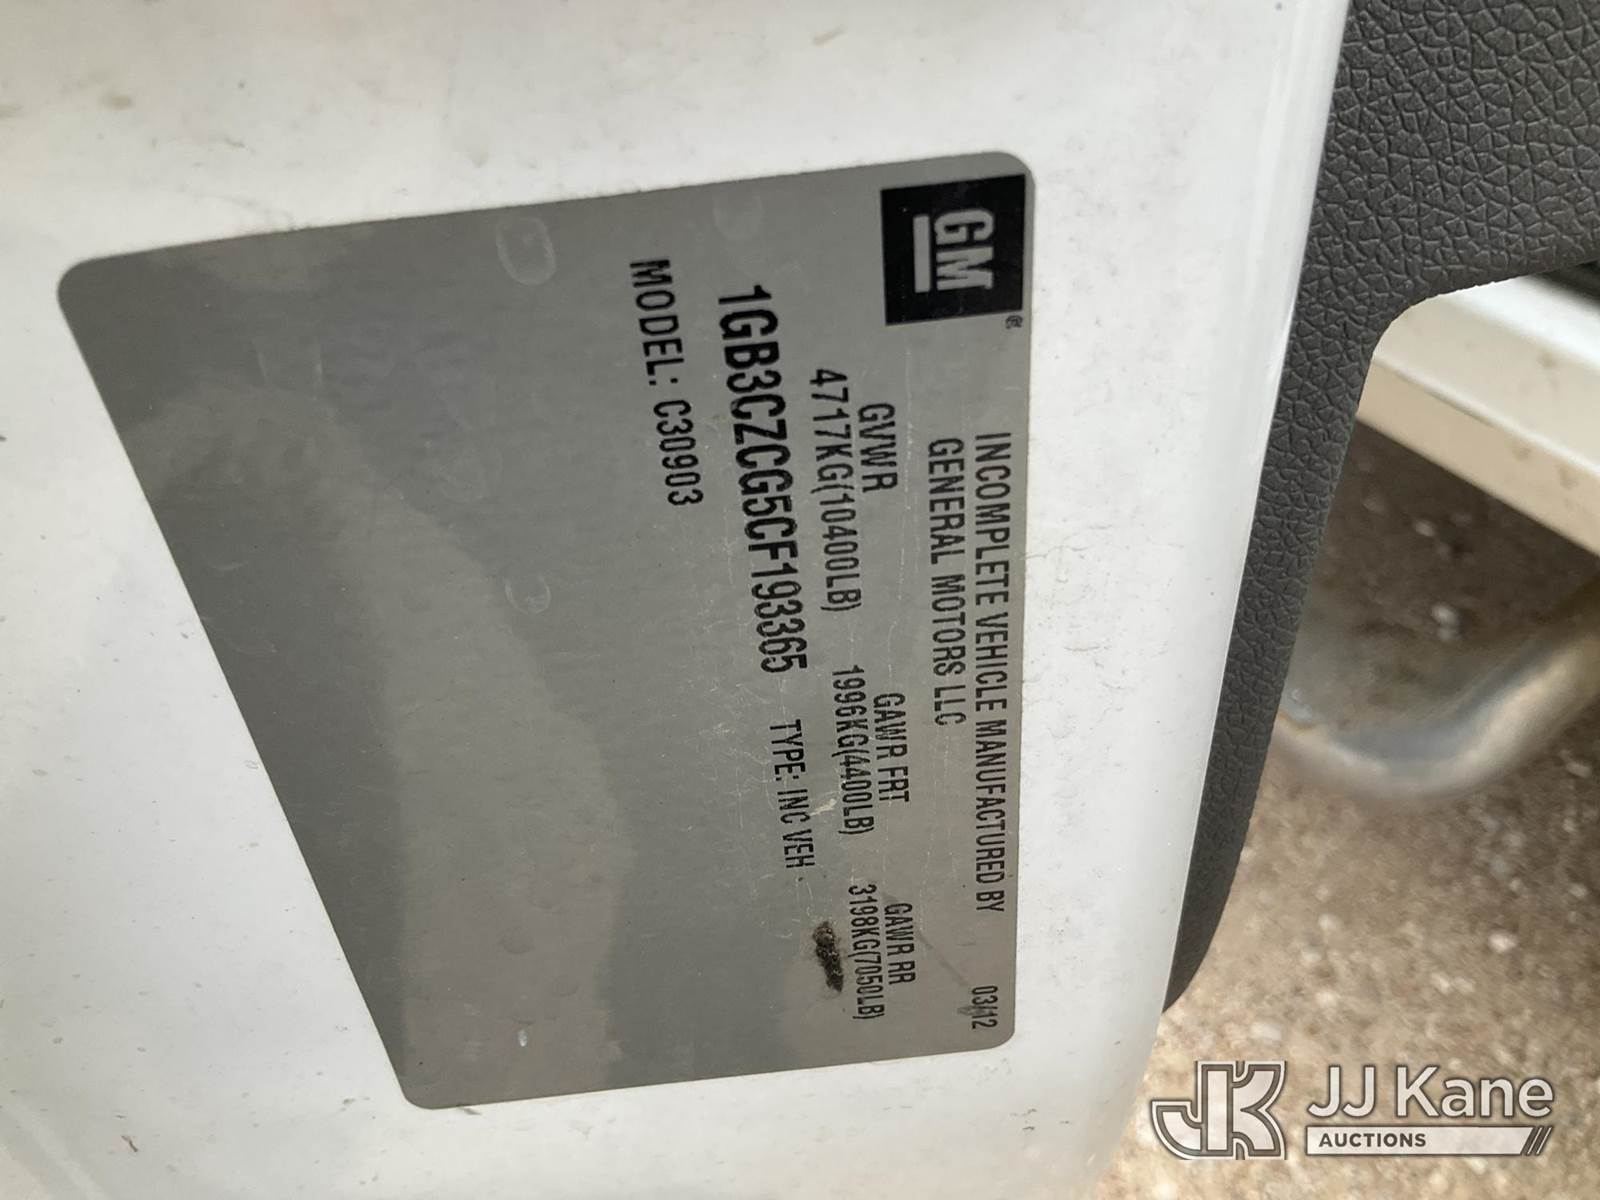 GM®
INCOMPLETE VEHICLE MANUFACTURED BY 03/12
GENERAL MOTORS LLC
GVWR GAWR FRT GAWR RR
4717KG(10400LB) 1996KG(4400LB) 3198KG(7050LB)
1GB3CZCG5CF193365 TYPE: INC VEH
MODEL: C30903
JK JJ Kane
AUCTIONS